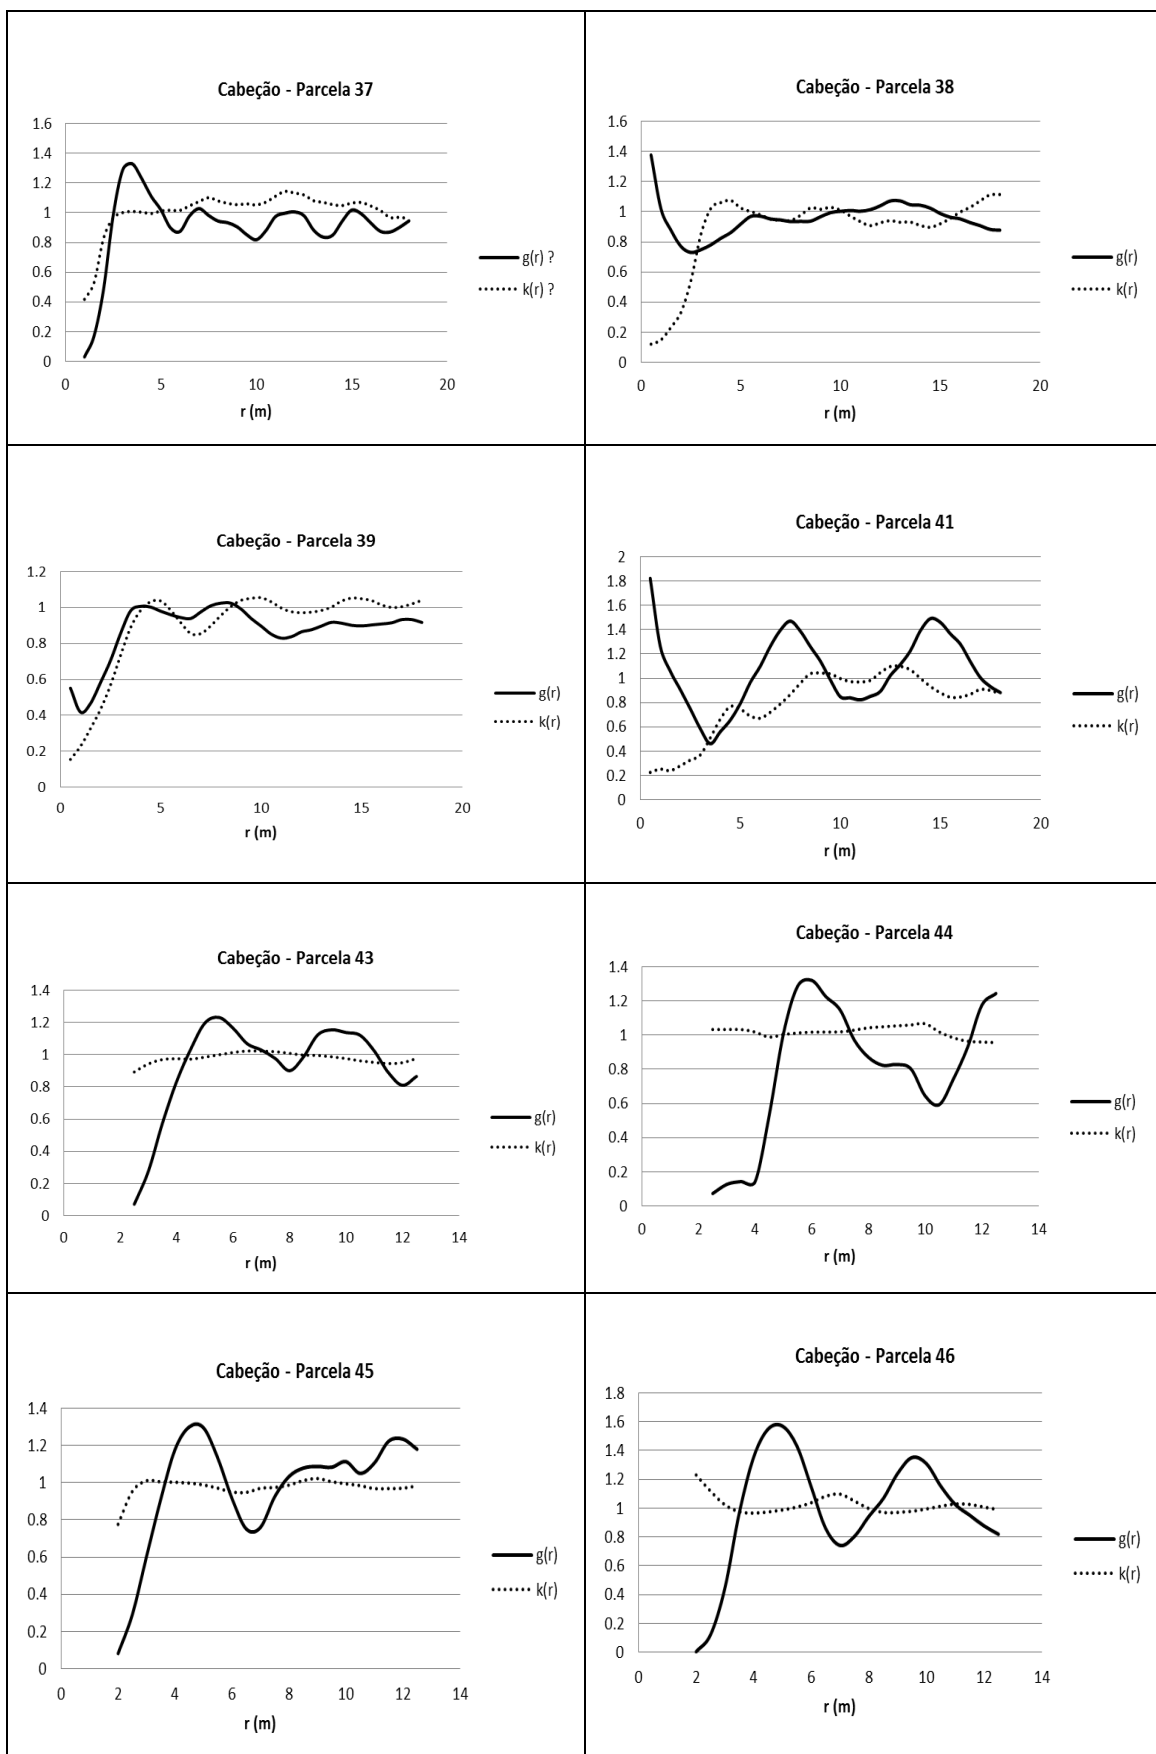 Cabeção - Parcela 37
1.6
1.4
1.2
1
0.8
0.6
0.4
0.2
0
0 5 10 15 20
r (m)
g(r) ?
k(r) ?
Cabeção - Parcela 38
1.6
1.4
1.2
1
0.8
0.6
0.4
0.2
0
0 5 10 15 20
r (m)
g(r)
k(r)
Cabeção - Parcela 39
1.2
1
0.8
0.6
0.4
0.2
0
0 5 10 15 20
r (m)
g(r)
k(r)
Cabeção - Parcela 41
2
1.8
1.6
1.4
1.2
1
0.8
0.6
0.4
0.2
0
0 5 10 15 20
r (m)
g(r)
k(r)
Cabeção - Parcela 43
1.4
1.2
1
0.8
0.6
0.4
0.2
0
0 2 4 6 8 10 12 14
r (m)
g(r)
k(r)
Cabeção - Parcela 44
1.4
1.2
1
0.8
0.6
0.4
0.2
0
0 2 4 6 8 10 12 14
r (m)
g(r)
k(r)
Cabeção - Parcela 45
1.4
1.2
1
0.8
0.6
0.4
0.2
0
0 2 4 6 8 10 12 14
r (m)
g(r)
k(r)
Cabeção - Parcela 46
1.8
1.6
1.4
1.2
1
0.8
0.6
0.4
0.2
0
0 2 4 6 8 10 12 14
r (m)
g(r)
k(r)